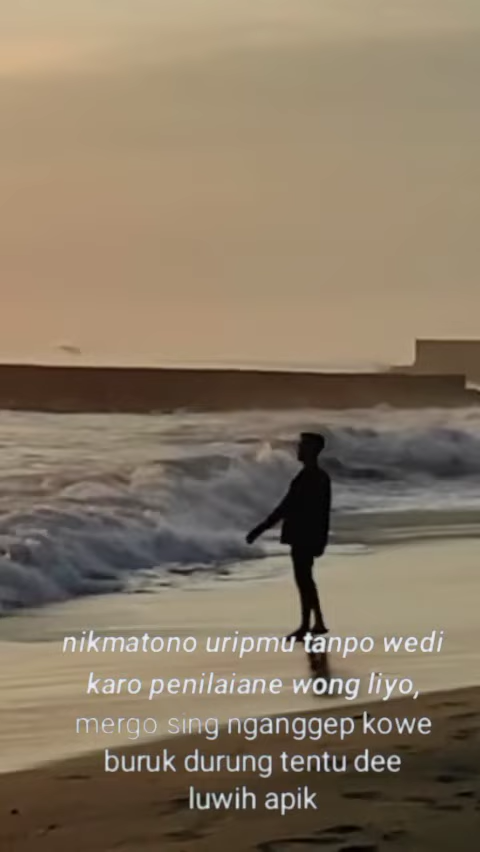 nikmatono uripmu tanpo wedi
karo penilaiane wong liyo,
mergo sing nganggep kowe
buruk durung tentu dee
luwih apik